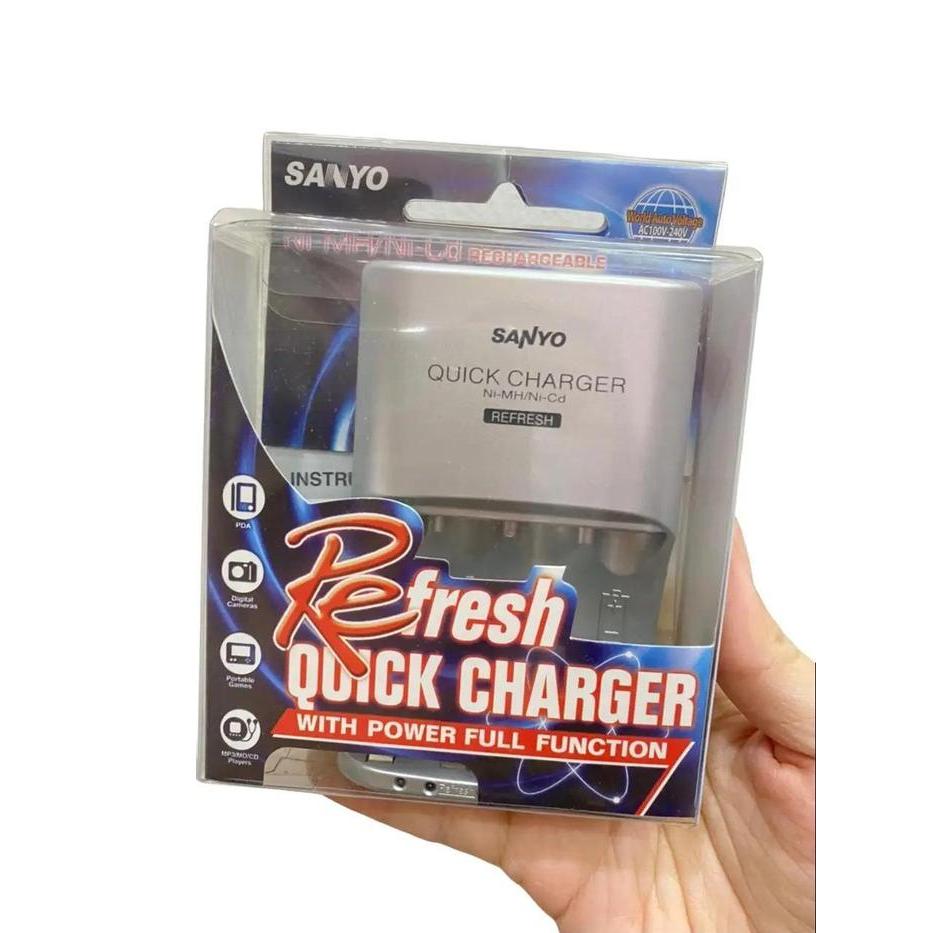 SANYO
World Auto Voltage
AC100V-240V
Ni-MH/Ni-Cd RECHARGEABLE
SANYO
QUICK CHARGER
Ni-MH/Ni-Cd
REFRESH
INSTRU
PDA
Digital
Cameras
Portable
Games
MP3/MD/CD
Players
Refresh
QUICK CHARGER
WITH POWER FULL FUNCTION
Refresh